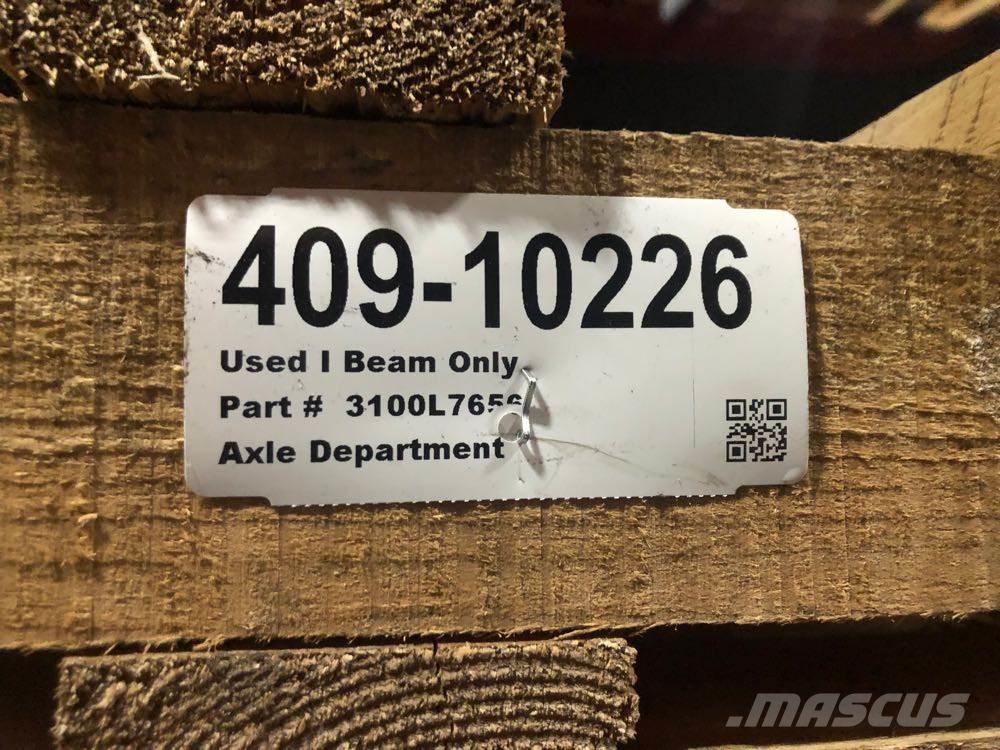 409-10226
Used I Beam Only
Part # 3100L7656
Axle Department
.MASCUS